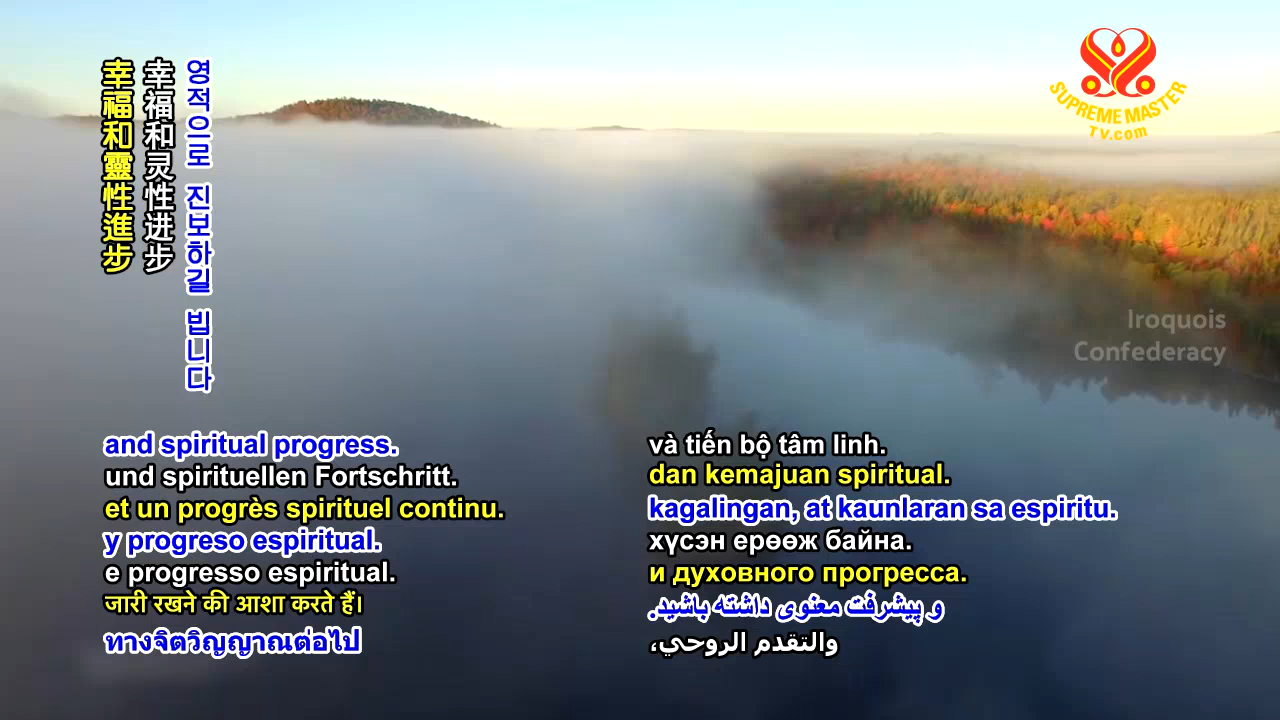 幸福和靈性進步
幸福和灵性进步
영적으로 진보하길 빕니다
SUPREME MASTER
TV.com
Iroquois
Confederacy
and spiritual progress.
und spirituellen Fortschritt.
et un progrès spirituel continu.
y progreso espiritual.
e progresso espiritual.
जारी रखने की आशा करते हैं।
ทางจิตวิญญาณต่อไป
và tiến bộ tâm linh.
dan kemajuan spiritual.
kagalingan, at kaunlaran sa espiritu.
хүсэн ерөөж байна.
и духовного прогресса.
و پیشرفت معنوی داشته باشید.
والتقدم الروحي،